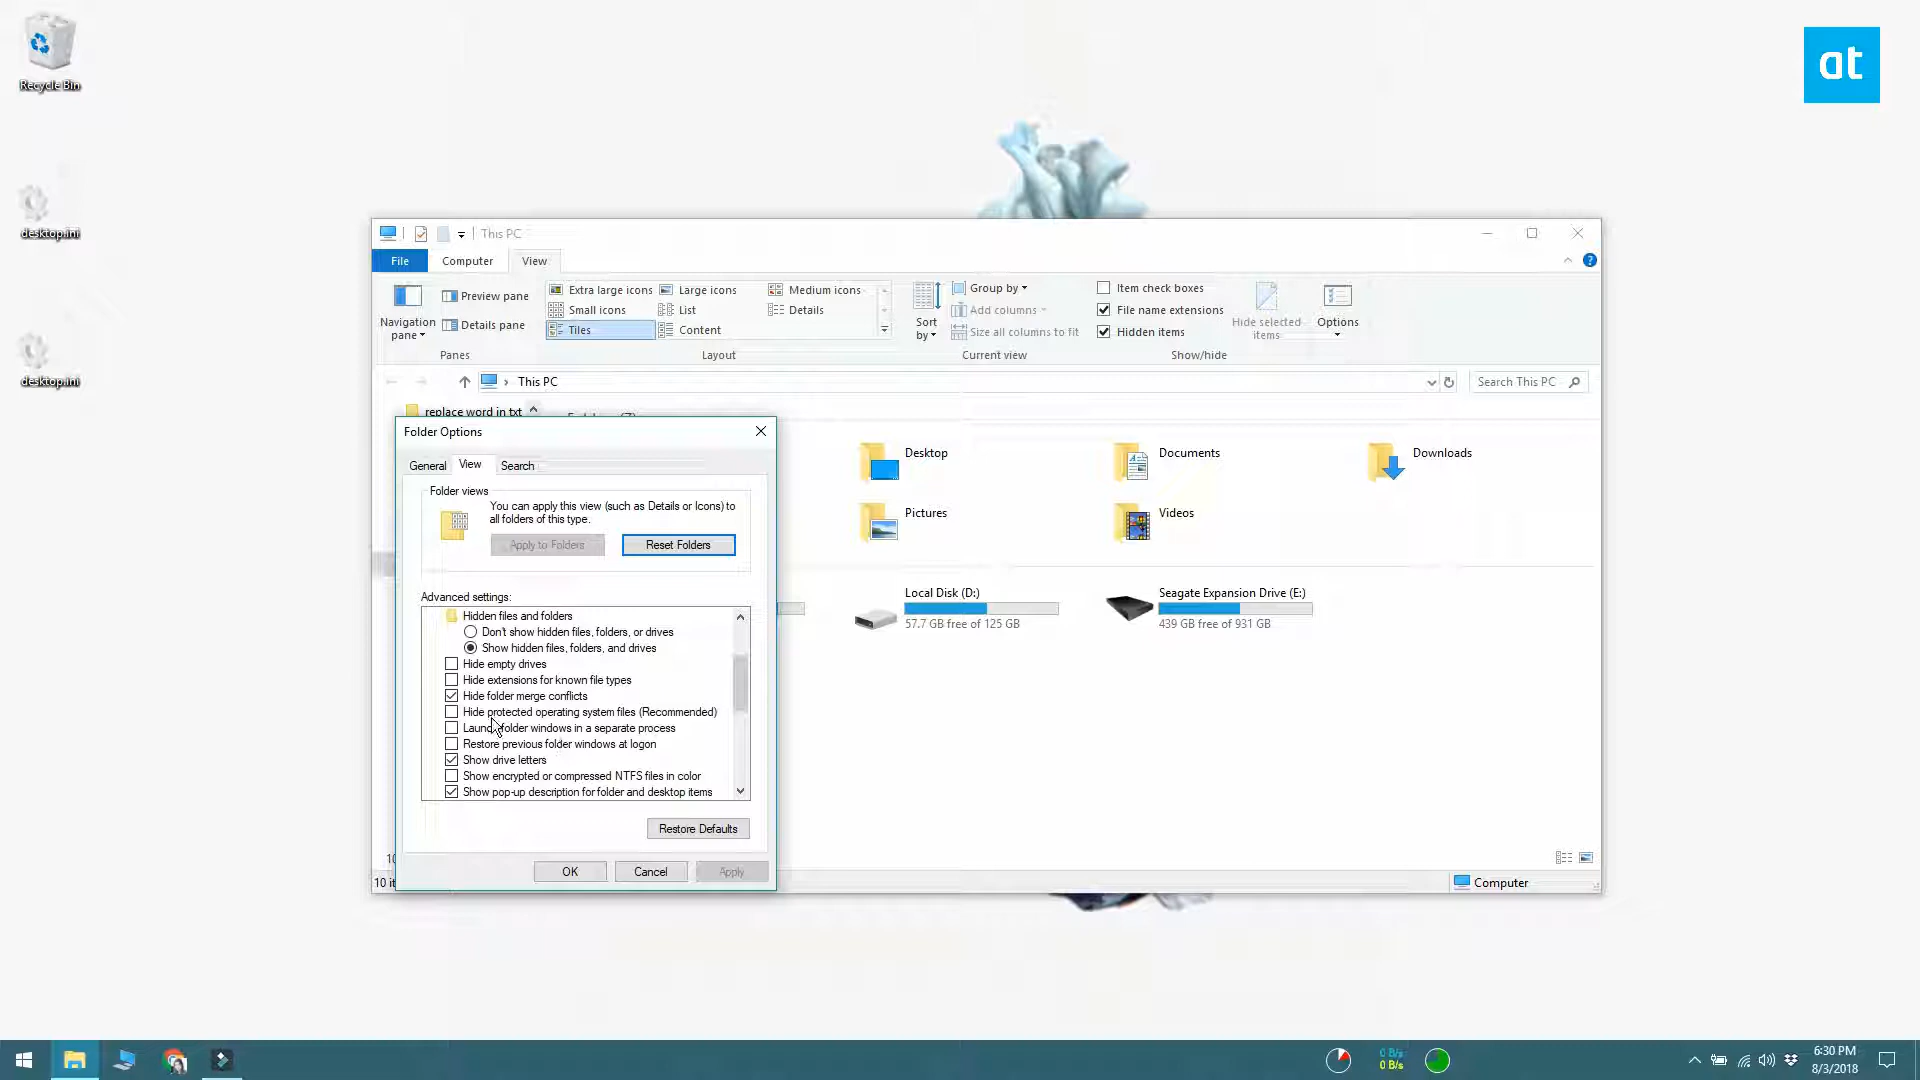 Recycle Bin
at
desktop.ini
desktop.ini
This PC
File
Computer
View
Navigation pane
Preview pane
Details pane
Panes
Extra large icons
Large icons
Medium icons
Small icons
List
Details
Tiles
Content
Layout
Sort by
Group by
Add columns
Size all columns to fit
Current view
Item check boxes
File name extensions
Hidden items
Hide selected items
Options
Show/hide
This PC
Search This PC
replace word in txt
Desktop
Documents
Downloads
Pictures
Videos
Local Disk (D:)
57.7 GB free of 125 GB
Seagate Expansion Drive (E:)
439 GB free of 931 GB
Folder Options
General
View
Search
Folder views
You can apply this view (such as Details or Icons) to
all folders of this type.
Apply to Folders
Reset Folders
Advanced settings:
Hidden files and folders
Don't show hidden files, folders, or drives
Show hidden files, folders, and drives
Hide empty drives
Hide extensions for known file types
Hide folder merge conflicts
Hide protected operating system files (Recommended)
folder windows in a separate process
Restore previous folder windows at logon
Show drive letters
Show encrypted or compressed NTFS files in color
Show pop-up description for folder and desktop items
Restore Defaults
OK
Cancel
Apply
10
Computer
0 B/s
0 B/s
6:30 PM
8/3/2018